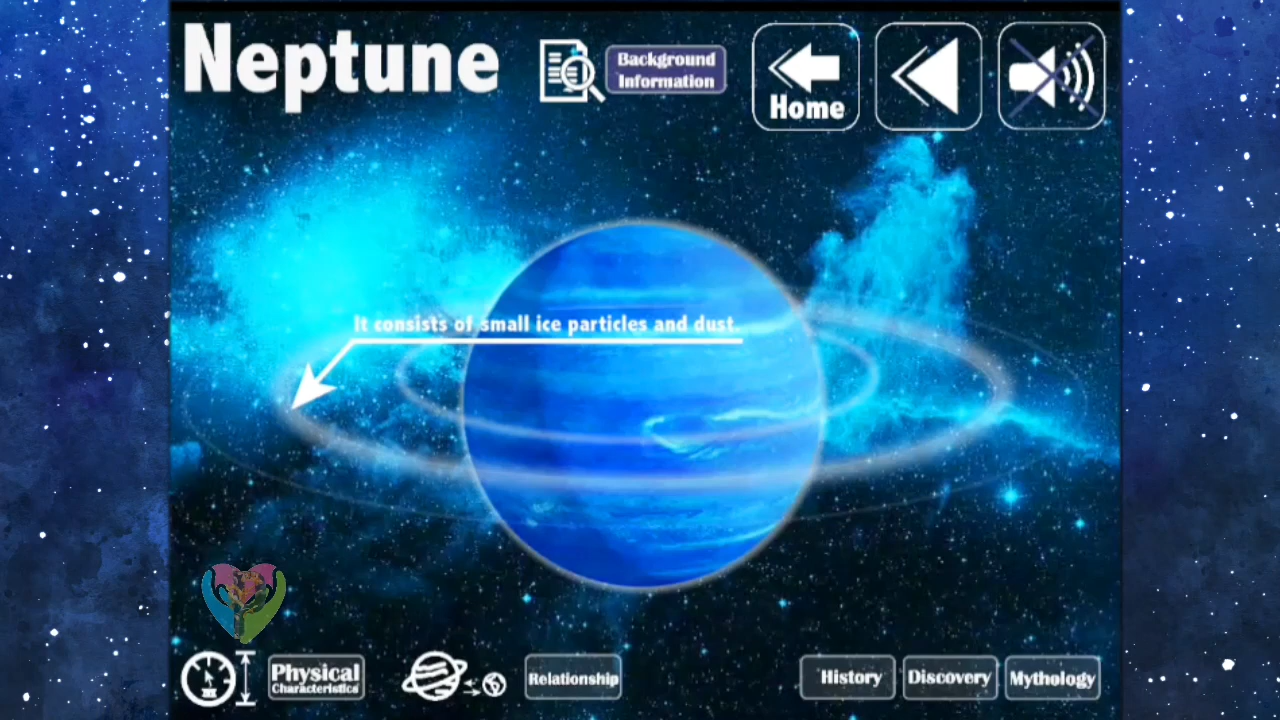 Neptune
Background
Information
Home
It consists of small ice particles and dust.
Physical
Characteristics
Relationship
History
Discovery
Mythology